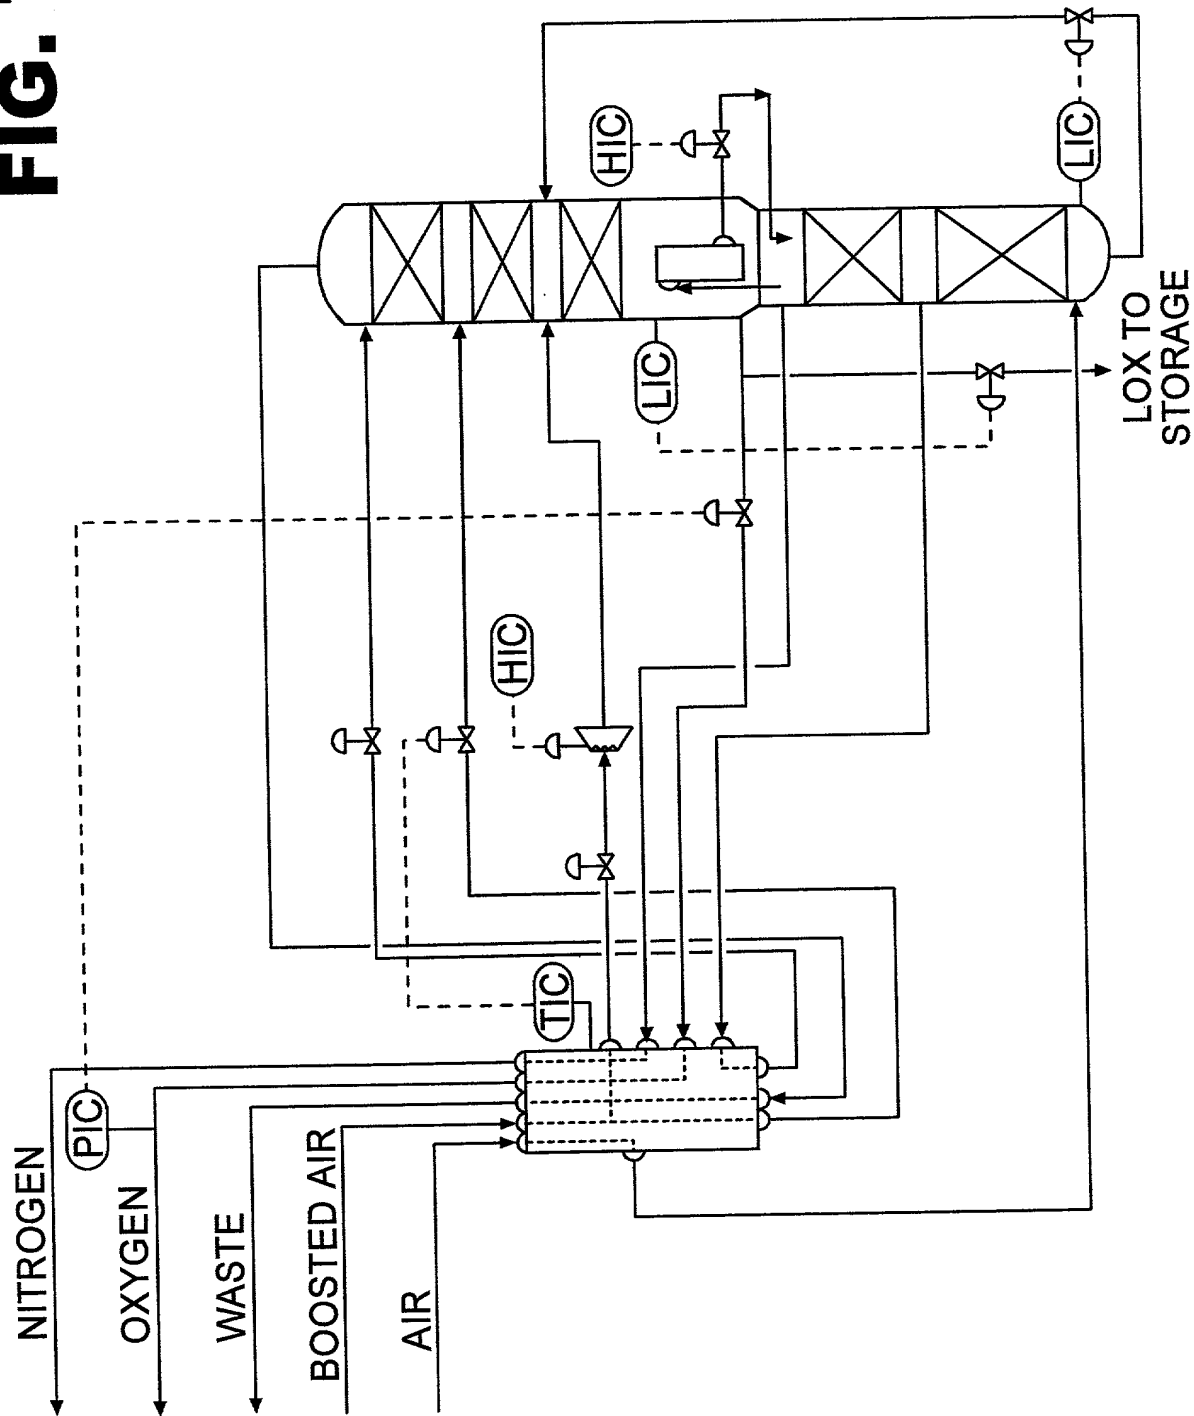 FIG.
HIC
LIC
LIC
LOX TO
STORAGE
HIC
TIC
PIC
NITROGEN
OXYGEN
WASTE
BOOSTED AIR
AIR